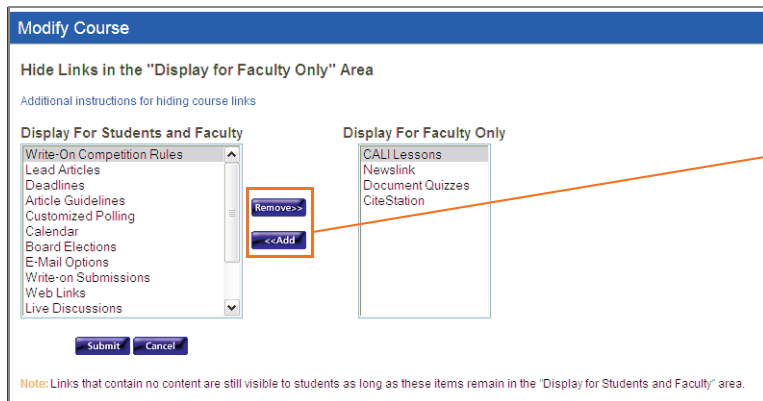 Modify Course
Hide Links in the "Display for Faculty Only" Area
Additional instructions for hiding course links
Display For Students and Faculty
Write-On Competition Rules
Lead Articles
Deadlines
Article Guidelines
Customized Polling
Calendar
Board Elections
E-Mail Options
Write-on Submissions
Web Links
Live Discussions
Remove>>
<<Add
Display For Faculty Only
CALI Lessons
Newslink
Document Quizzes
CiteStation
Submit Cancel
Note: Links that contain no content are still visible to students as long as these items remain in the "Display for Students and Faculty" area.